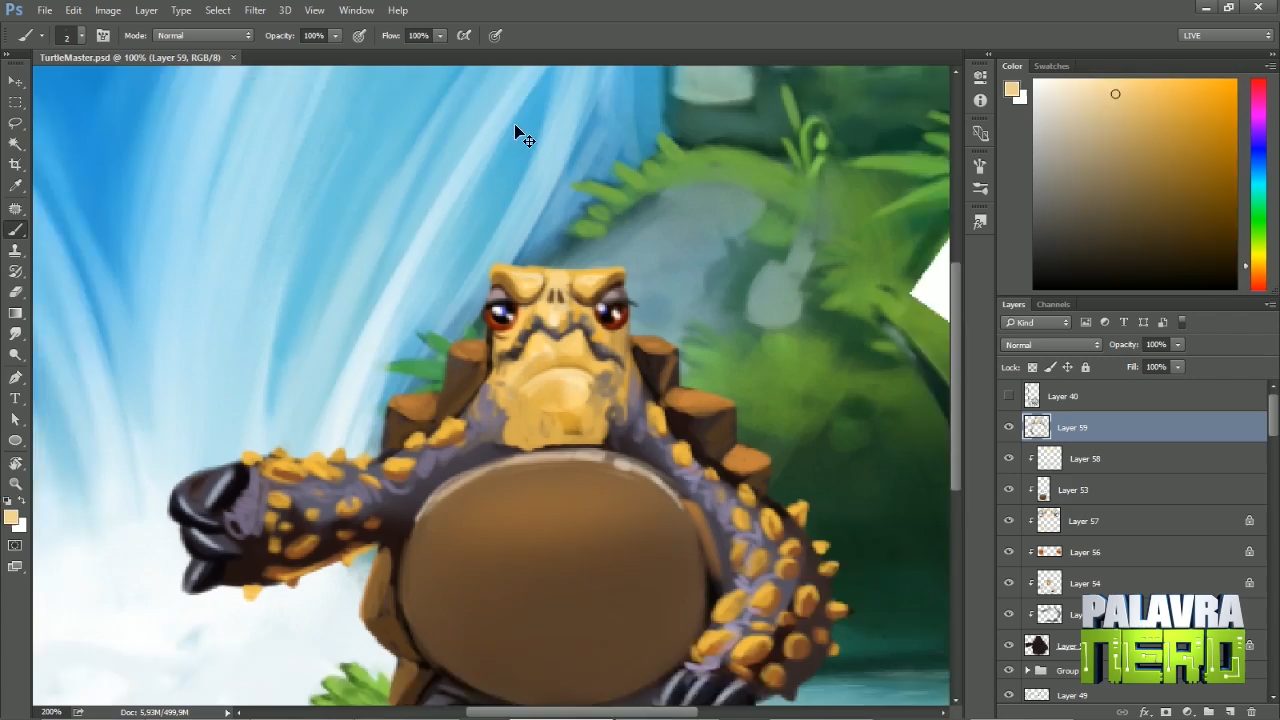 Ps File Edit Image Layer Type Select Filter 3D View Window Help
2 Mode: Normal Opacity: 100% Flow: 100% LIVE
TurtleMaster.psd @ 100% (Layer 59, RGB/8) ×
Color Swatches
Layers Channels
Kind
Normal Opacity: 100%
Lock: Fill: 100%
Layer 40
Layer 59
Layer 58
Layer 53
Layer 57
Layer 56
Layer 54
Group
Layer 49
PALAVRA
NERD
200% Doc: 5,93M/499,9M